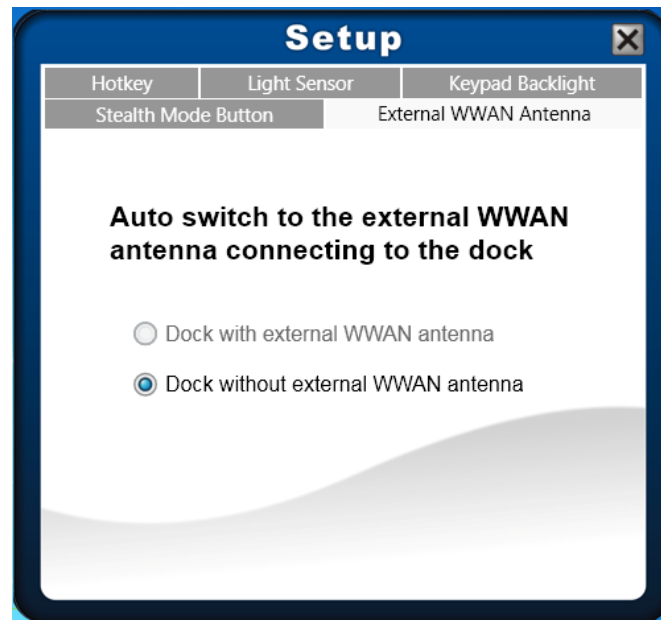 Setup
Hotkey
Light Sensor
Keypad Backlight
Stealth Mode Button
External WWAN Antenna
Auto switch to the external WWAN
antenna connecting to the dock
Dock with external WWAN antenna
Dock without external WWAN antenna